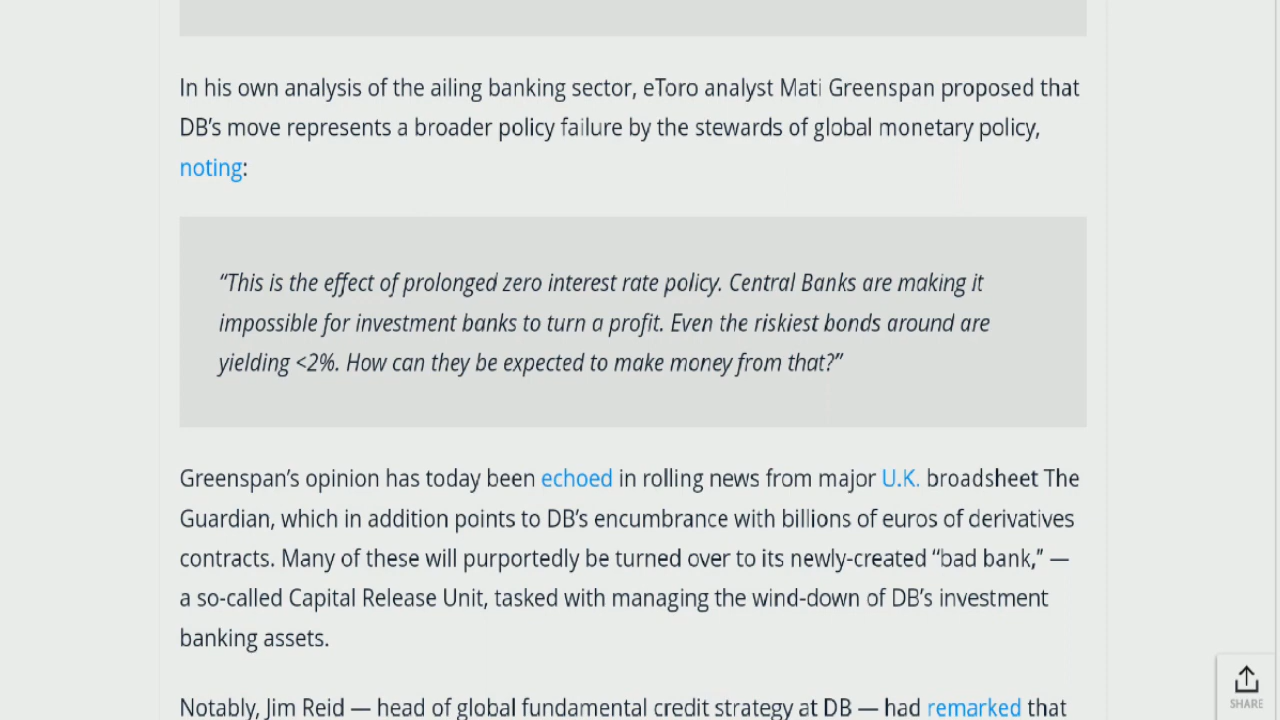 In his own analysis of the ailing banking sector, eToro analyst Mati Greenspan proposed that
DB’s move represents a broader policy failure by the stewards of global monetary policy,
noting:
“This is the effect of prolonged zero interest rate policy. Central Banks are making it
impossible for investment banks to turn a profit. Even the riskiest bonds around are
yielding <2%. How can they be expected to make money from that?”
Greenspan’s opinion has today been echoed in rolling news from major U.K. broadsheet The
Guardian, which in addition points to DB’s encumbrance with billions of euros of derivatives
contracts. Many of these will purportedly be turned over to its newly-created “bad bank,” —
a so-called Capital Release Unit, tasked with managing the wind-down of DB’s investment
banking assets.
Notably, Jim Reid — head of global fundamental credit strategy at DB — had remarked that
SHARE